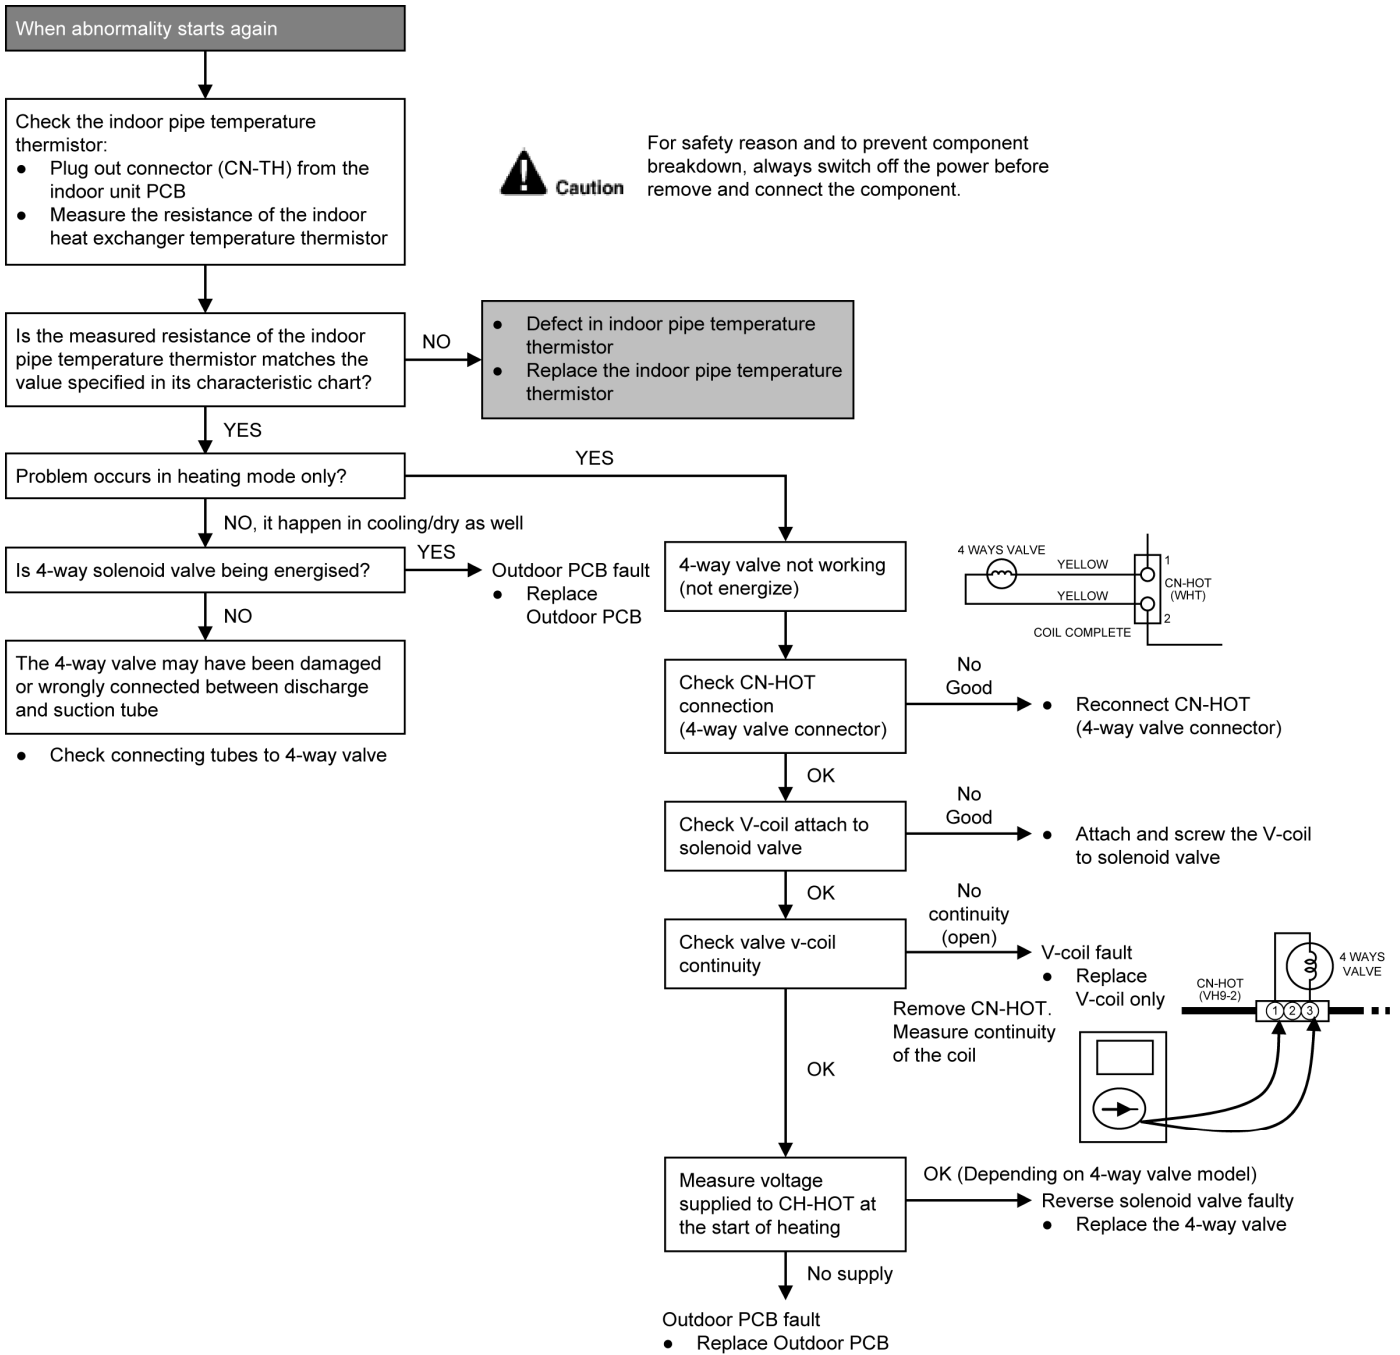 When abnormality starts again
Check the indoor pipe temperature
thermistor:
● Plug out connector (CN-TH) from the
indoor unit PCB
● Measure the resistance of the indoor
heat exchanger temperature thermistor
Caution
For safety reason and to prevent component
breakdown, always switch off the power before
remove and connect the component.
Is the measured resistance of the indoor
pipe temperature thermistor matches the
value specified in its characteristic chart?
NO
● Defect in indoor pipe temperature
thermistor
● Replace the indoor pipe temperature
thermistor
YES
Problem occurs in heating mode only?
YES
NO, it happen in cooling/dry as well
Is 4-way solenoid valve being energised?
YES
Outdoor PCB fault
● Replace
Outdoor PCB
NO
The 4-way valve may have been damaged
or wrongly connected between discharge
and suction tube
● Check connecting tubes to 4-way valve
4-way valve not working
(not energize)
4 WAYS VALVE
YELLOW
YELLOW
1
CN-HOT
(WHT)
2
COIL COMPLETE
Check CN-HOT
connection
(4-way valve connector)
No
Good
● Reconnect CN-HOT
(4-way valve connector)
OK
Check V-coil attach to
solenoid valve
No
Good
● Attach and screw the V-coil
to solenoid valve
OK
Check valve v-coil
continuity
No
continuity
(open)
V-coil fault
● Replace
V-coil only
Remove CN-HOT.
Measure continuity
of the coil
CN-HOT
(VH9-2)
4 WAYS
VALVE
1 2 3
OK
Measure voltage
supplied to CH-HOT at
the start of heating
OK (Depending on 4-way valve model)
Reverse solenoid valve faulty
● Replace the 4-way valve
No supply
Outdoor PCB fault
● Replace Outdoor PCB